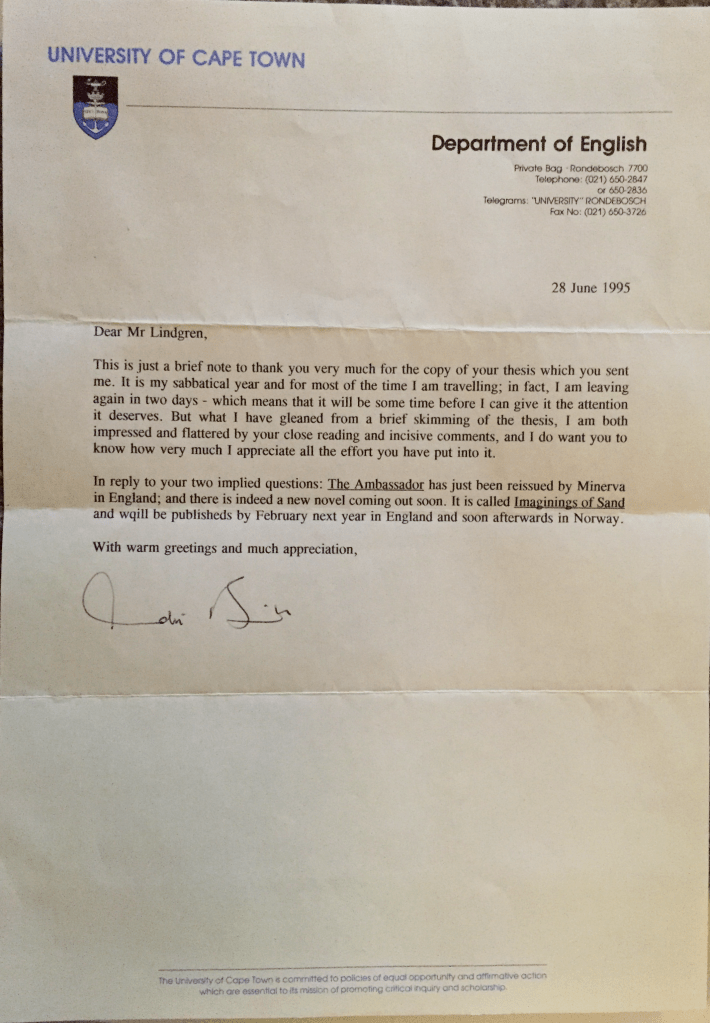 UNIVERSITY OF CAPE TOWN
Department of English
Private Bag · Rondebosch 7700
Telephone: (021) 650-2847
or 650-2836
Telegrams: "UNIVERSITY" RONDEBOSCH
Fax No: (021) 650-3726
28 June 1995
Dear Mr Lindgren,
This is just a brief note to thank you very much for the copy of your thesis which you sent
me. It is my sabbatical year and for most of the time I am travelling; in fact, I am leaving
again in two days - which means that it will be some time before I can give it the attention
it deserves. But what I have gleaned from a brief skimming of the thesis, I am both
impressed and flattered by your close reading and incisive comments, and I do want you to
know how very much I appreciate all the effort you have put into it.
In reply to your two implied questions: The Ambassador has just been reissued by Minerva
in England; and there is indeed a new novel coming out soon. It is called Imaginings of Sand
and wqill be publisheds by February next year in England and soon afterwards in Norway.
With warm greetings and much appreciation,
The University of Cape Town is committed to policies of equal opportunity and affirmative action
which are essential to its mission of promoting critical inquiry and scholarship.